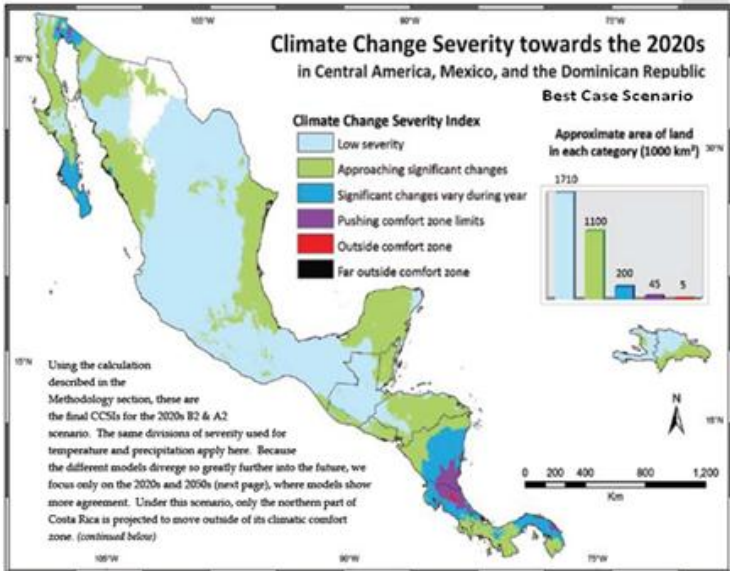 105°W
90°W
75°W
Climate Change Severity towards the 2020s
in Central America, Mexico, and the Dominican Republic
Best Case Scenario
30°N
Climate Change Severity Index
Low severity
Approaching significant changes
Significant changes vary during year
Pushing comfort zone limits
Outside comfort zone
Far outside comfort zone
Approximate area of land
in each category (1000 km²)
30°N
1710
1100
200
45
5
15°N
Using the calculation
described in the
Methodology section, these are
the final CCSIs for the 2020s B2 & A2
scenario. The same divisions of severity used for
temperature and precipitation apply here. Because
the different models diverge so greatly further into the future, we
focus only on the 2020s and 2050s (next page), where models show
more agreement. Under this scenario, only the northern part of
Costa Rica is projected to move outside of its climatic comfort
zone. (continued below)
N
15°N
0 200 400 800 1,200
Km
105°W
90°W
75°W